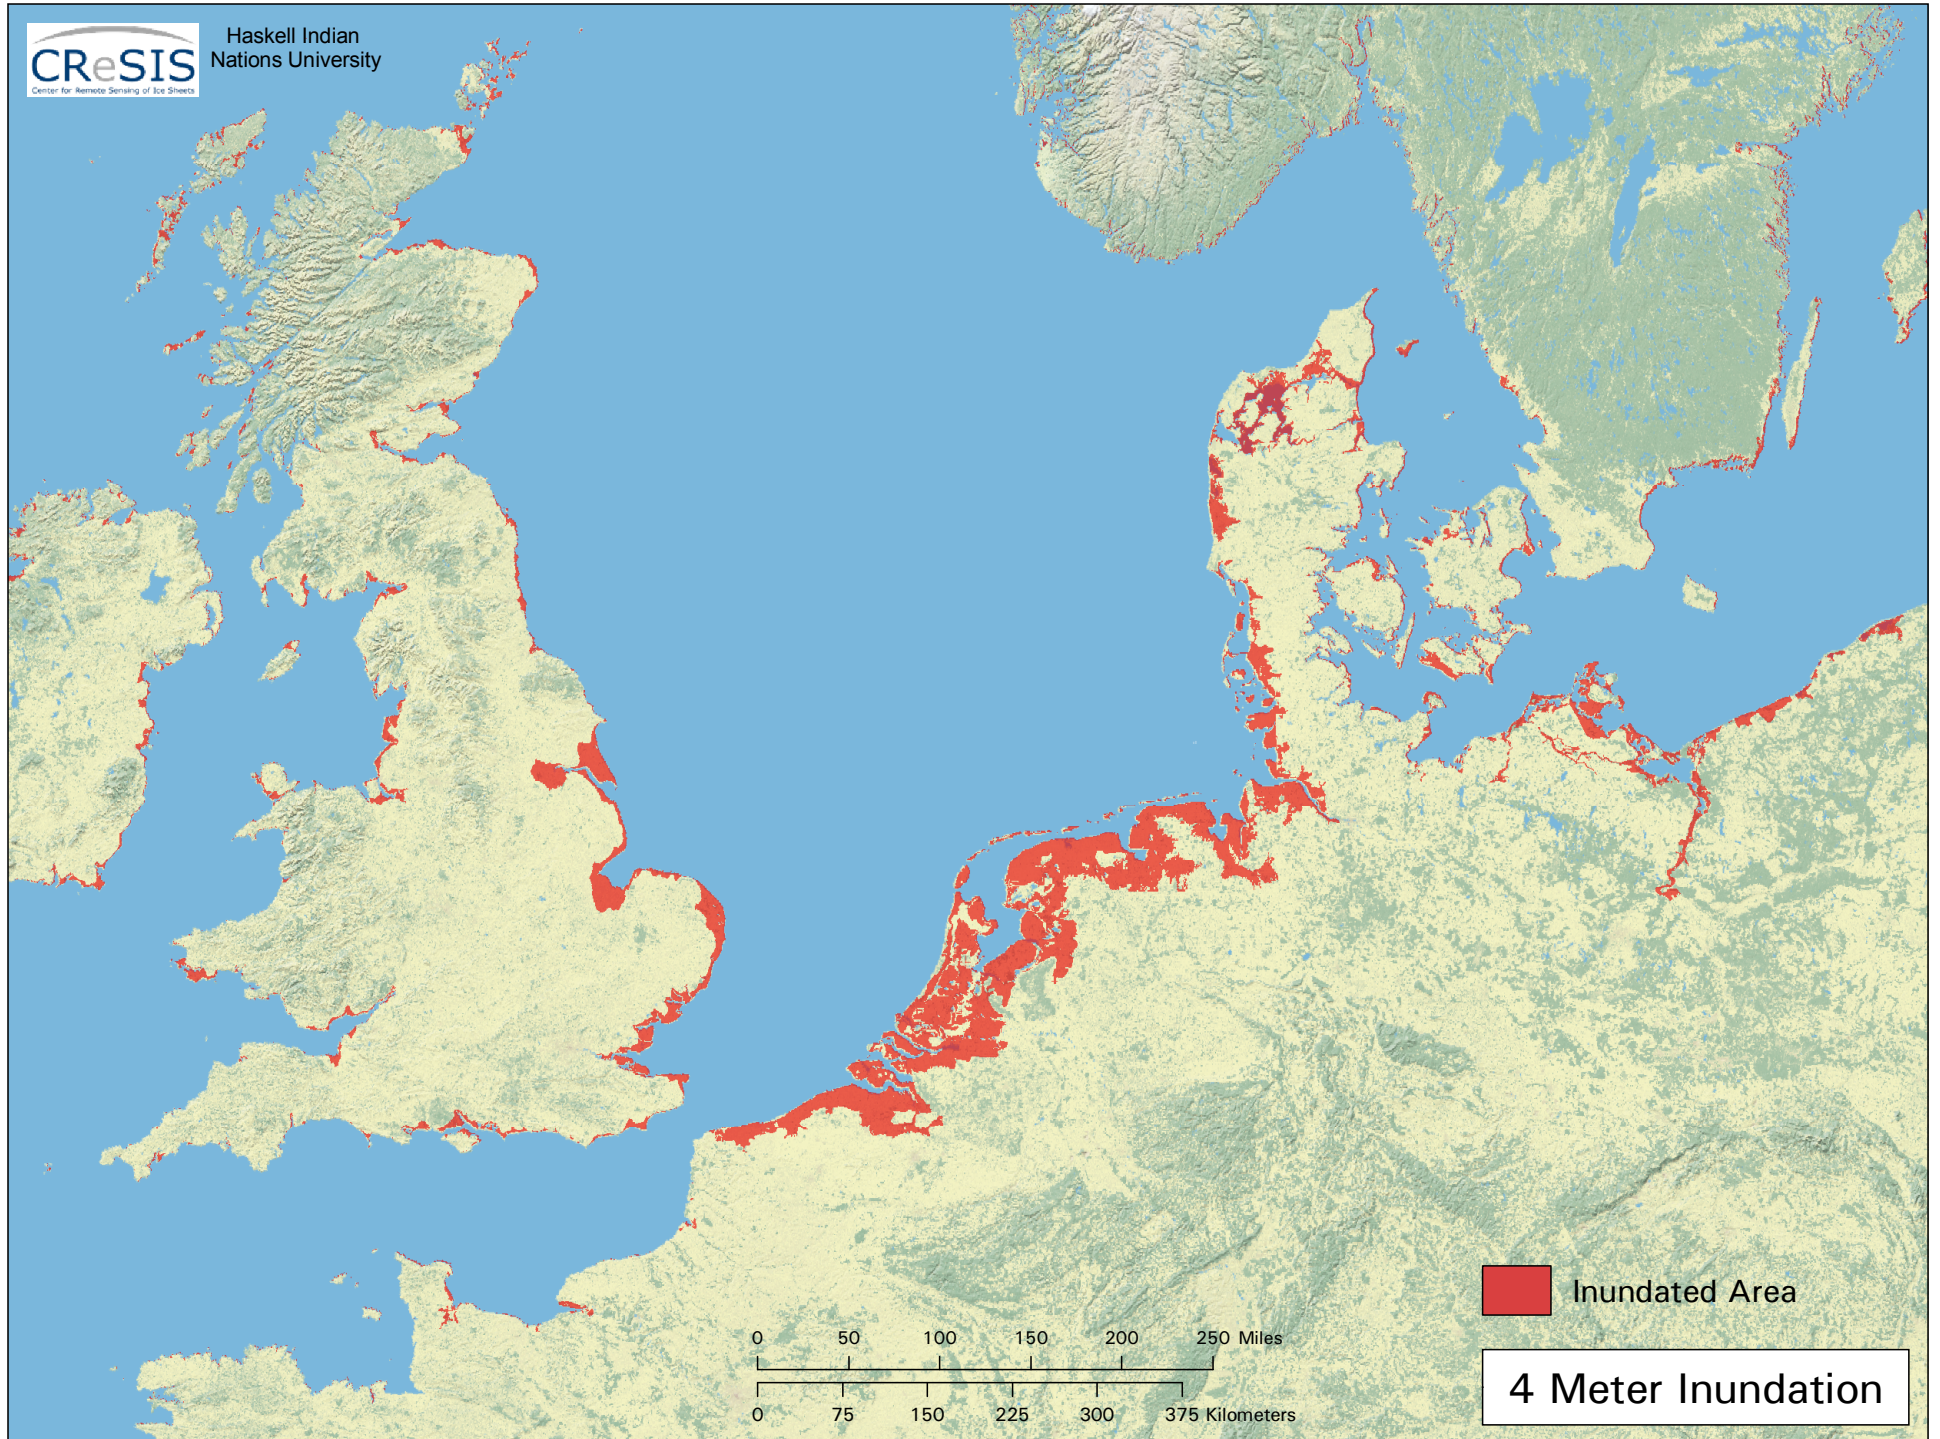 CReSIS
Center for Remote Sensing of Ice Sheets
Haskell Indian
Nations University
Inundated Area
0 50 100 150 200 250 Miles
0 75 150 225 300 375 Kilometers
4 Meter Inundation